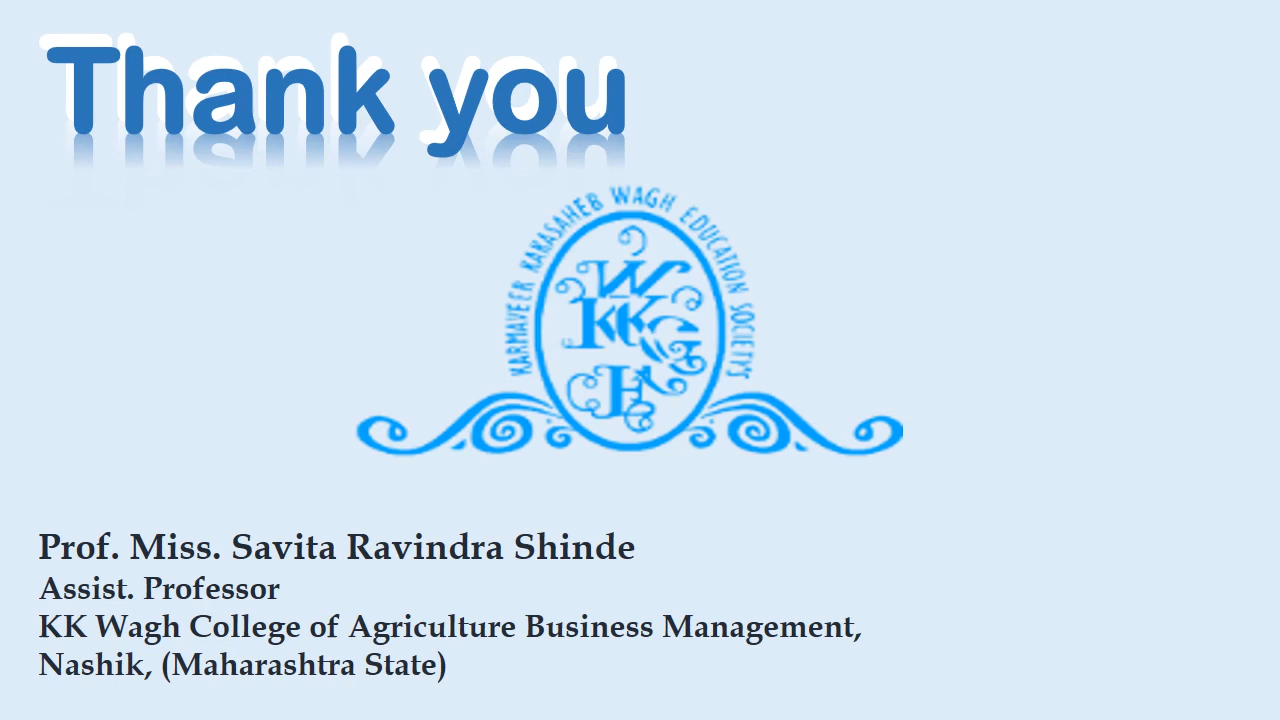 Thank you
KARMAVEER KAKASAHEB WAGH EDUCATION SOCIETY'S
Prof. Miss. Savita Ravindra Shinde
Assist. Professor
KK Wagh College of Agriculture Business Management,
Nashik, (Maharashtra State)